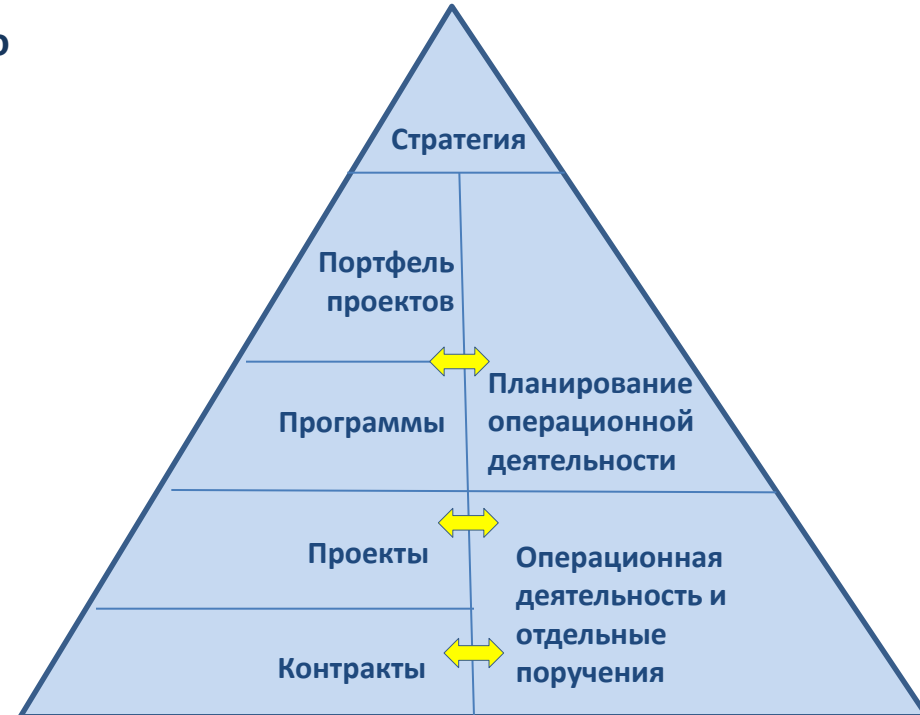 Стратегия
Портфель
проектов
Программы
Планирование
операционной
деятельности
Проекты
Контракты
Операционная
деятельность и
отдельные
поручения